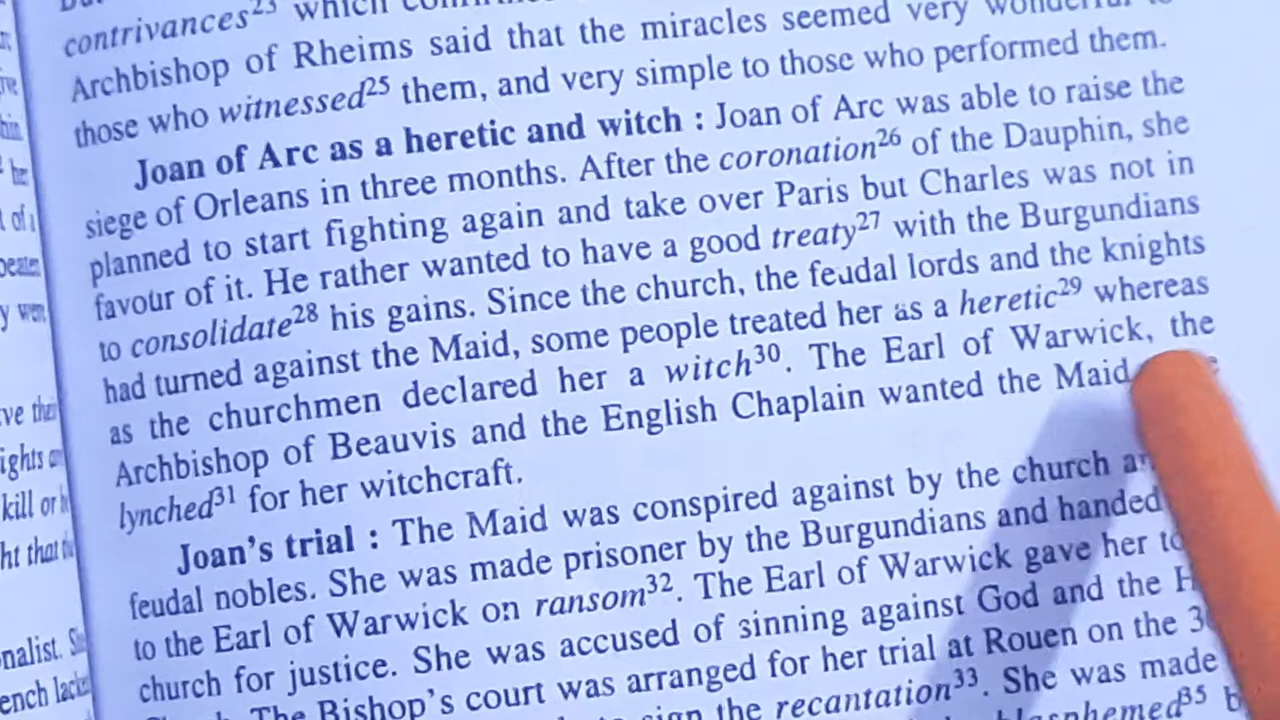 contrivances²³ which
Archbishop of Rheims said that the miracles seemed very wonderful to
those who witnessed²⁵ them, and very simple to those who performed them.
Joan of Arc as a heretic and witch : Joan of Arc was able to raise the
siege of Orleans in three months. After the coronation²⁶ of the Dauphin, she
planned to start fighting again and take over Paris but Charles was not in
favour of it. He rather wanted to have a good treaty²⁷ with the Burgundians
to consolidate²⁸ his gains. Since the church, the feudal lords and the knights
had turned against the Maid, some people treated her as a heretic²⁹ whereas
as the churchmen declared her a witch³⁰. The Earl of Warwick, the
Archbishop of Beauvis and the English Chaplain wanted the Maid
lynched³¹ for her witchcraft.
Joan's trial : The Maid was conspired against by the church
feudal nobles. She was made prisoner by the Burgundians and handed
to the Earl of Warwick on ransom³². The Earl of Warwick gave her
church for justice. She was accused of sinning against God and the
The Bishop's court was arranged for her trial at Rouen on the
sign the recantation³³. She was made
blasphemed³⁵